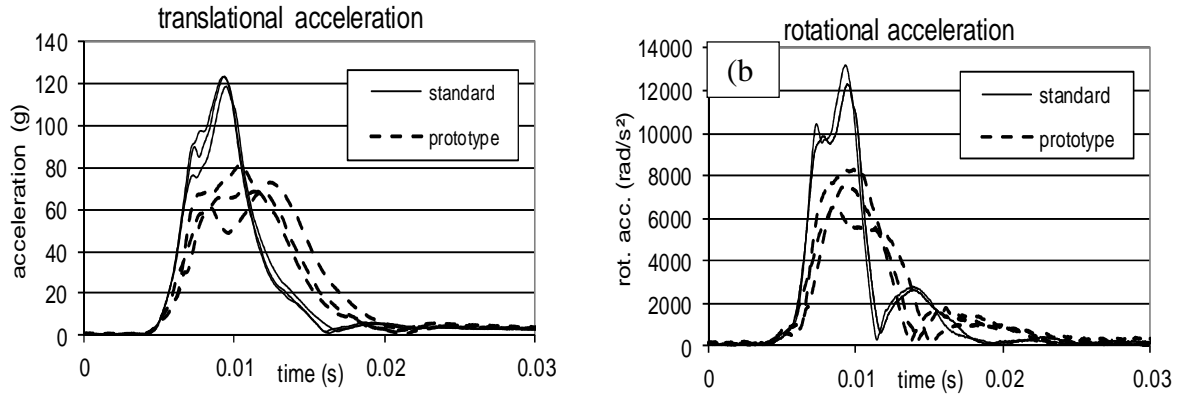 translational acceleration
140
120
100
80
60
40
20
0
acceleration (g)
standard
prototype
0
0.01
0.02
0.03
time (s)
rotational acceleration
(b
14000
12000
10000
8000
6000
4000
2000
0
rot. acc. (rad/s²)
standard
prototype
0
0.01
0.02
0.03
time (s)